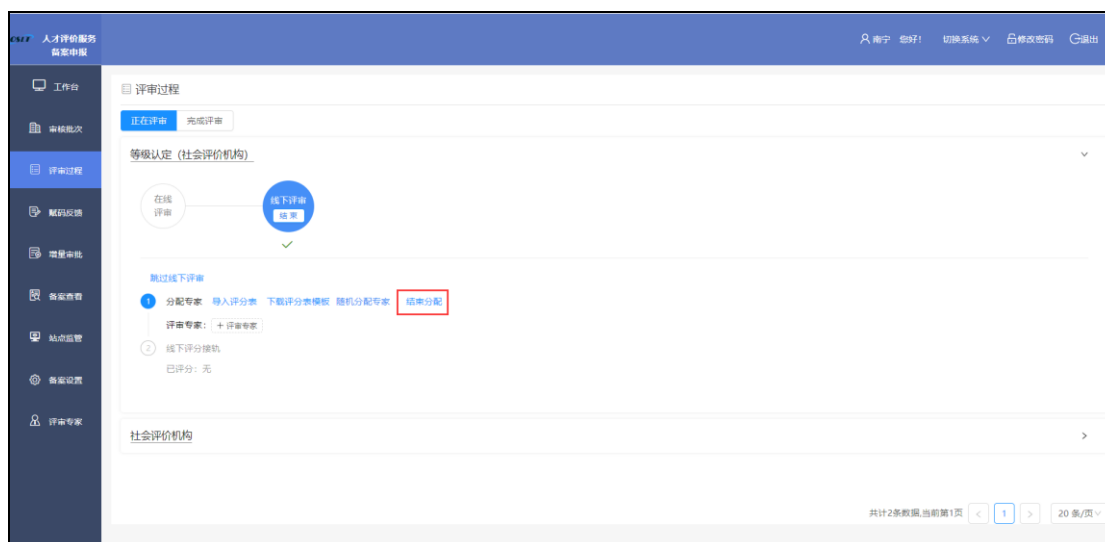 OSTA 人才评价服务
备案申报
南宁 您好! 切换系统 修改密码 退出
工作台
审核批次
评审过程
赋码反馈
增量审批
备案查看
站点监管
备案设置
评审专家
评审过程
正在评审 完成评审
等级认定（社会评价机构）
在线
评审
线下评审
结束
跳过线下评审
1 分配专家 导入评分表 下载评分表模板 随机分配专家 结束分配
评审专家: + 评审专家
2 线下评分接轨
已评分: 无
社会评价机构
共计2条数据,当前第1页 < 1 > 20 条/页